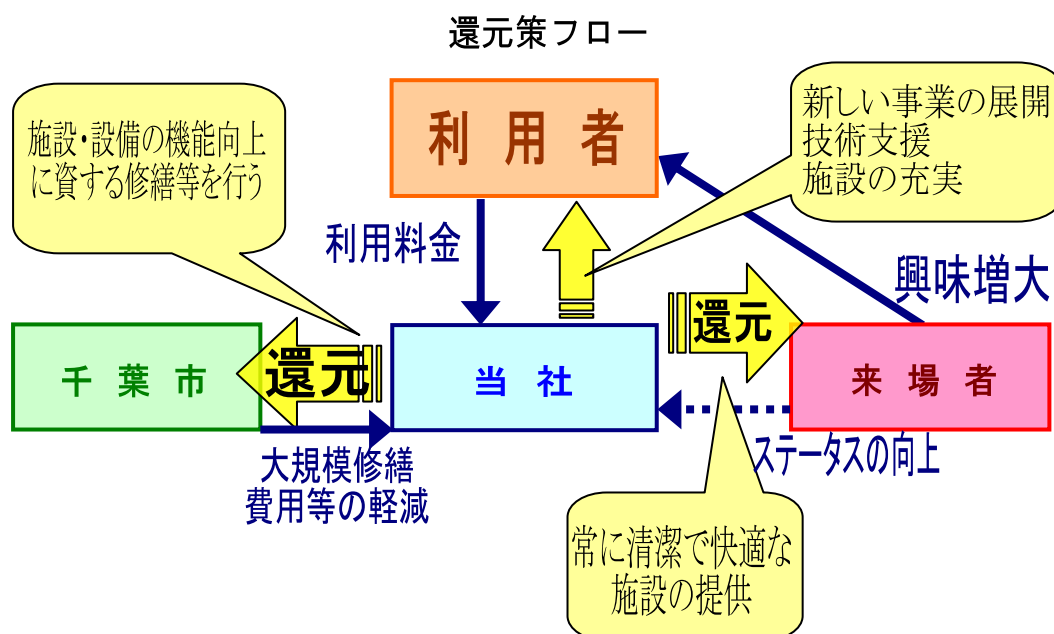 還元策フロー
施設・設備の機能向上
に資する修繕等を行う
利用者
新しい事業の展開
技術支援
施設の充実
利用料金
興味増大
千葉市
還元
当社
還元
来場者
大規模修繕
費用等の軽減
ステータスの向上
常に清潔で快適な
施設の提供